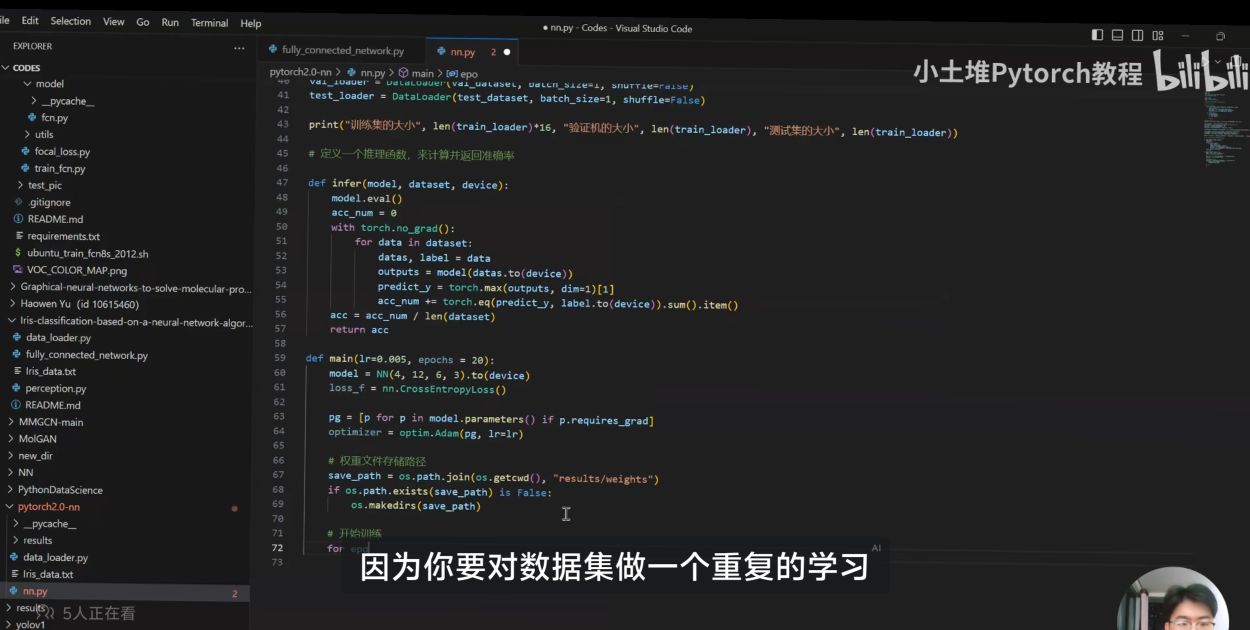 File Edit Selection View Go Run Terminal Help
● nn.py - Codes - Visual Studio Code
EXPLORER
CODES
model
__pycache__
fcn.py
utils
focal_loss.py
train_fcn.py
test_pic
.gitignore
README.md
requirements.txt
ubuntu_train_fcn8s_2012.sh
VOC_COLOR_MAP.png
Graphical-neural-networks-to-solve-molecular-pro...
Haowen Yu (id 10615460)
Iris-classification-based-on-a-neural-network-algor...
data_loader.py
fully_connected_network.py
Iris_data.txt
perception.py
README.md
MMGCN-main
MolGAN
new_dir
NN
PythonDataScience
pytorch2.0-nn
__pycache__
results
data_loader.py
Iris_data.txt
nn.py 2
results
yolov1
5人正在看
fully_connected_network.py nn.py 2 ●
pytorch2.0-nn > nn.py > main > epo
小土堆Pytorch教程 bilibili
40 val_loader = DataLoader(val_dataset, batch_size=1, shuffle=False)
41 test_loader = DataLoader(test_dataset, batch_size=1, shuffle=False)
42
43 print("训练集的大小", len(train_loader)*16, "验证机的大小", len(train_loader), "测试集的大小", len(train_loader))
44
45 # 定义一个推理函数，来计算并返回准确率
46
47 def infer(model, dataset, device):
48 model.eval()
49 acc_num = 0
50 with torch.no_grad():
51 for data in dataset:
52 datas, label = data
53 outputs = model(datas.to(device))
54 predict_y = torch.max(outputs, dim=1)[1]
55 acc_num += torch.eq(predict_y, label.to(device)).sum().item()
56 acc = acc_num / len(dataset)
57 return acc
58
59 def main(lr=0.005, epochs = 20):
60 model = NN(4, 12, 6, 3).to(device)
61 loss_f = nn.CrossEntropyLoss()
62
63 pg = [p for p in model.parameters() if p.requires_grad]
64 optimizer = optim.Adam(pg, lr=lr)
65
66 # 权重文件存储路径
67 save_path = os.path.join(os.getcwd(), "results/weights")
68 if os.path.exists(save_path) is False:
69 os.makedirs(save_path)
70
71 # 开始训练
72 for epo
73
AI
因为你要对数据集做一个重复的学习